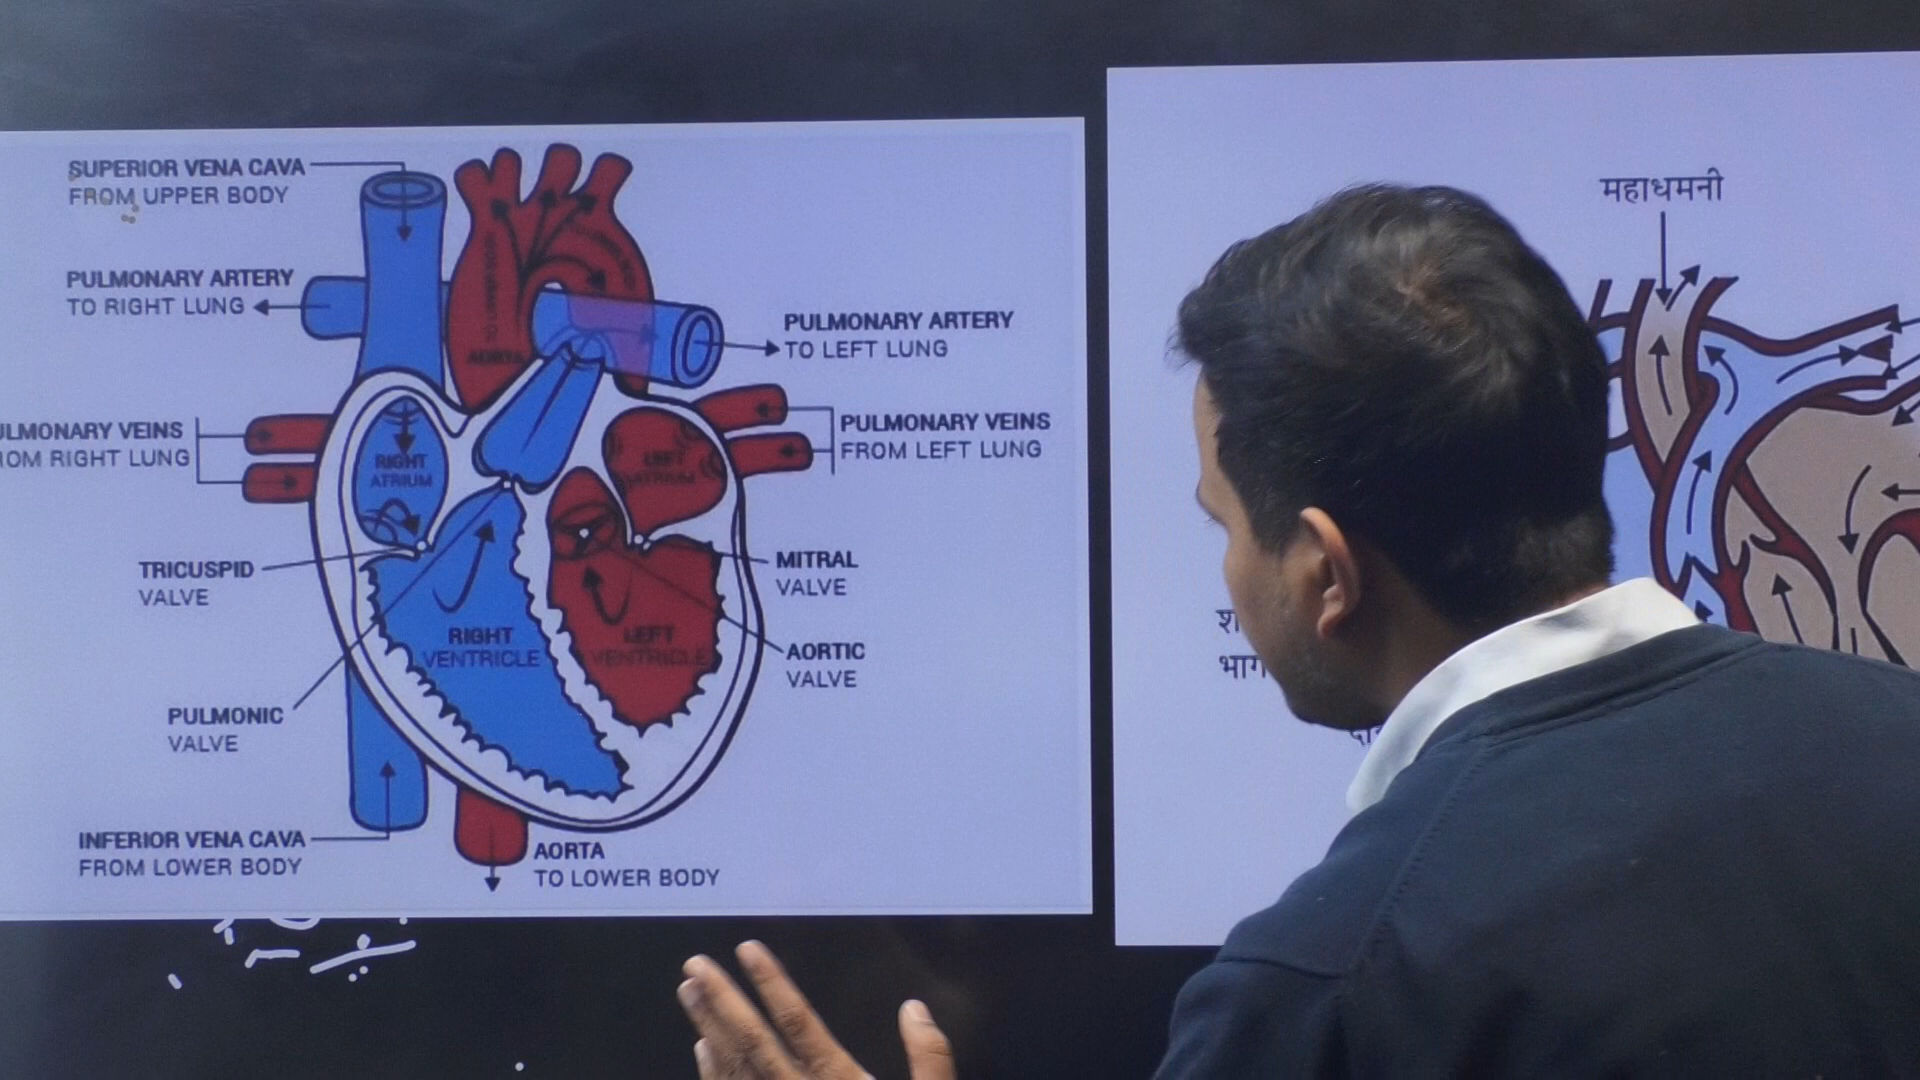 SUPERIOR VENA CAVA
FROM UPPER BODY
PULMONARY ARTERY
TO RIGHT LUNG
PULMONARY ARTERY
TO LEFT LUNG
AORTA
ULMONARY VEINS
ROM RIGHT LUNG
PULMONARY VEINS
FROM LEFT LUNG
RIGHT
ATRIUM
LEFT
ATRIUM
TRICUSPID
VALVE
MITRAL
VALVE
RIGHT
VENTRICLE
LEFT
VENTRICLE
AORTIC
VALVE
PULMONIC
VALVE
INFERIOR VENA CAVA
FROM LOWER BODY
AORTA
TO LOWER BODY
महाधमनी